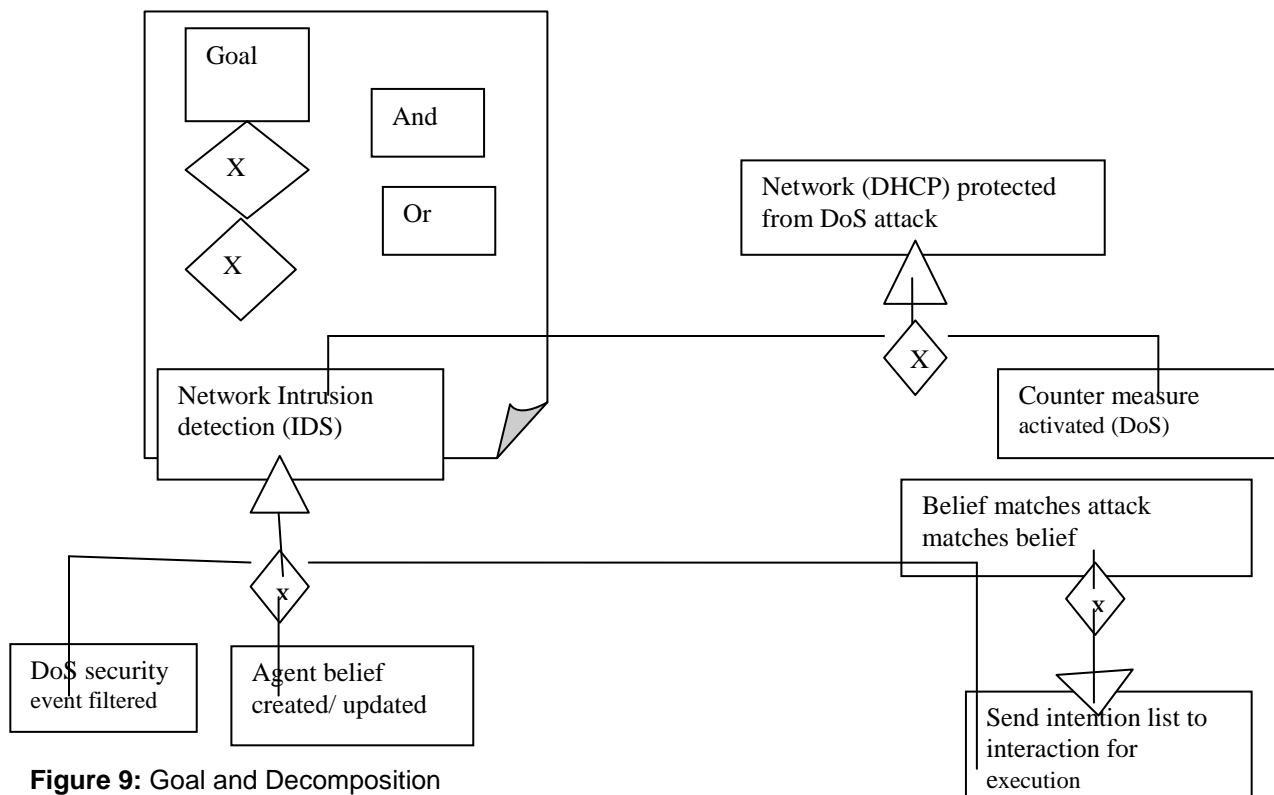 Goal
And
X
Or
X
Network (DHCP) protected
from DoS attack
X
Network Intrusion
detection (IDS)
Counter measure
activated (DoS)
Belief matches attack
matches belief
x
x
DoS security
event filtered
Agent belief
created/ updated
Send intention list to
interaction for
execution
Figure 9: Goal and Decomposition